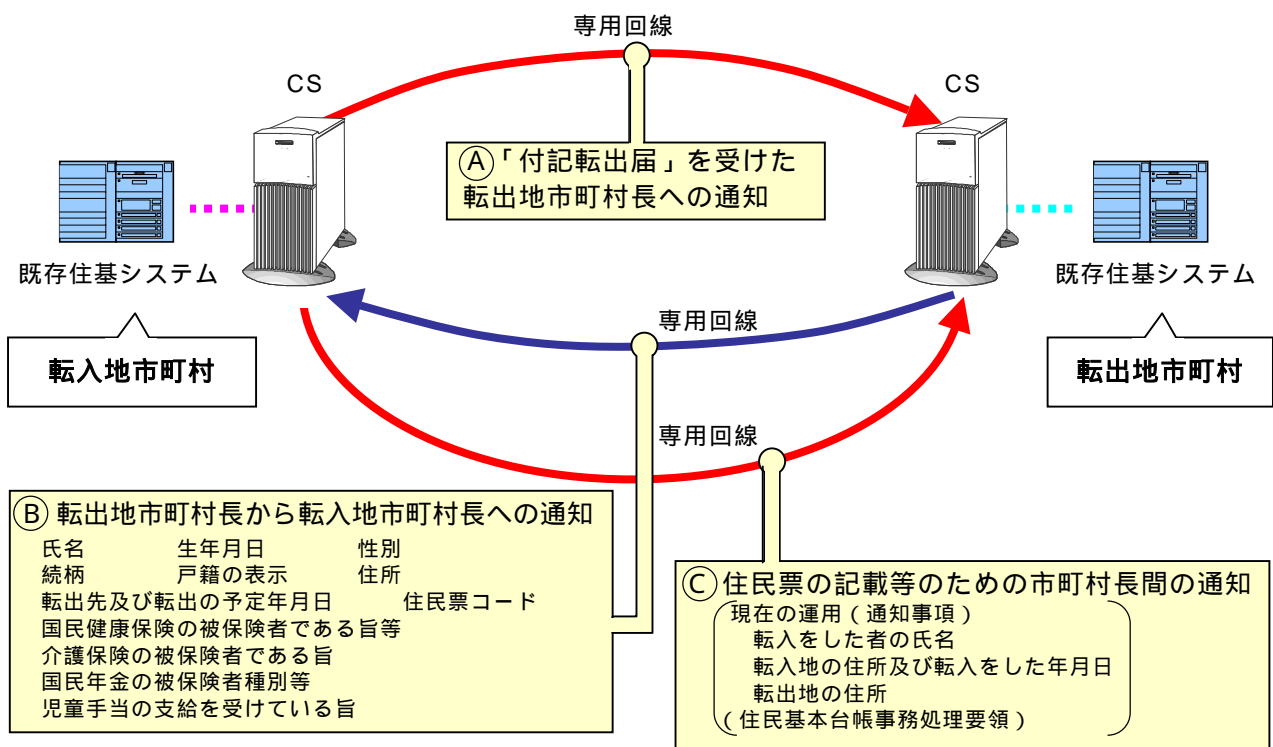 専用回線
CS
CS
Ⓐ「付記転出届」を受けた
転出地市町村長への通知
既存住基システム
既存住基システム
専用回線
転入地市町村
転出地市町村
専用回線
Ⓑ 転出地市町村長から転入地市町村長への通知
氏名 生年月日 性別
続柄 戸籍の表示 住所
転出先及び転出の予定年月日 住民票コード
国民健康保険の被保険者である旨等
介護保険の被保険者である旨
国民年金の被保険者種別等
児童手当の支給を受けている旨
Ⓒ 住民票の記載等のための市町村長間の通知
現在の運用(通知事項)
転入をした者の氏名
転入地の住所及び転入をした年月日
転出地の住所
(住民基本台帳事務処理要領)